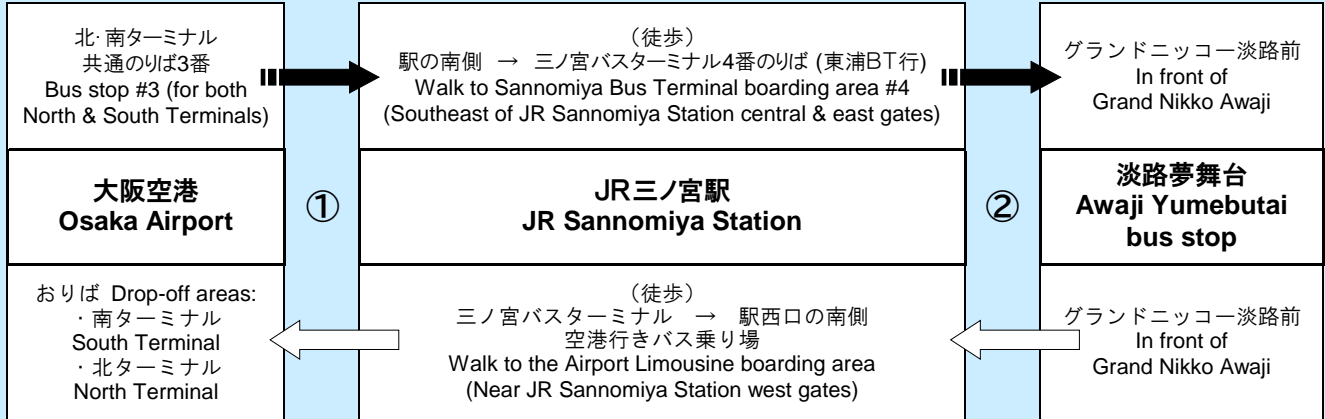 北・南ターミナル
共通のりば3番
Bus stop #3 (for both
North & South Terminals)
（徒歩）
駅の南側 → 三ノ宮バスターミナル4番のりば (東浦BT行)
Walk to Sannomiya Bus Terminal boarding area #4
(Southeast of JR Sannomiya Station central & east gates)
グランドニッコー淡路前
In front of
Grand Nikko Awaji
大阪空港
Osaka Airport
①
JR三ノ宮駅
JR Sannomiya Station
②
淡路夢舞台
Awaji Yumebutai
bus stop
おりば Drop-off areas:
・南ターミナル
South Terminal
・北ターミナル
North Terminal
（徒歩）
三ノ宮バスターミナル → 駅西口の南側
空港行きバス乗り場
Walk to the Airport Limousine boarding area
(Near JR Sannomiya Station west gates)
グランドニッコー淡路前
In front of
Grand Nikko Awaji